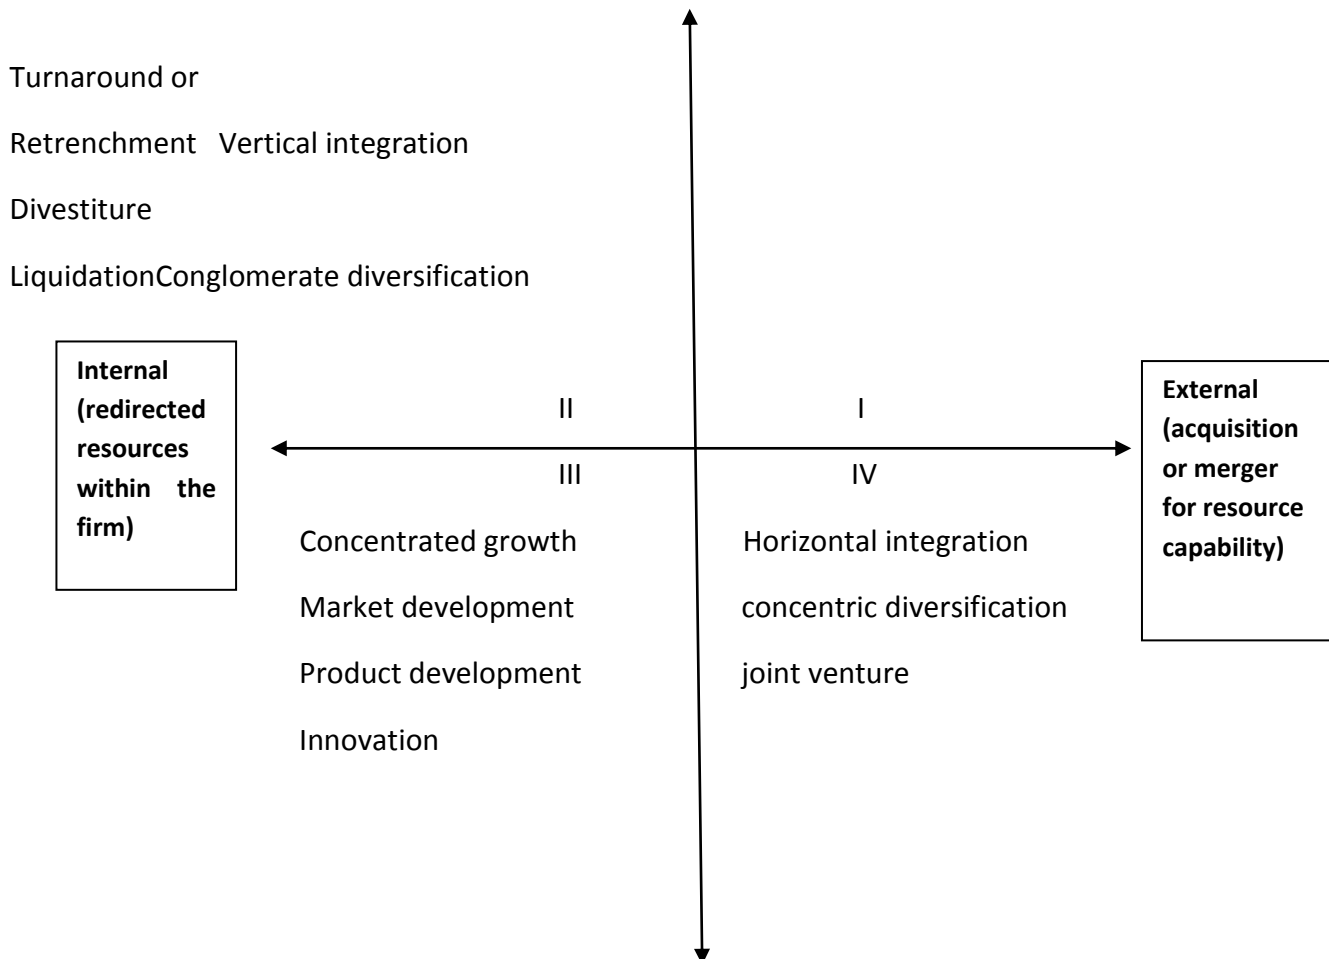 Turnaround or
Retrenchment   Vertical integration
Divestiture
LiquidationConglomerate diversification
Internal
(redirected
resources
within the
firm)
II
I
External
(acquisition
or merger
for resource
capability)
III
IV
Concentrated growth
Market development
Product development
Innovation
Horizontal integration
concentric diversification
joint venture